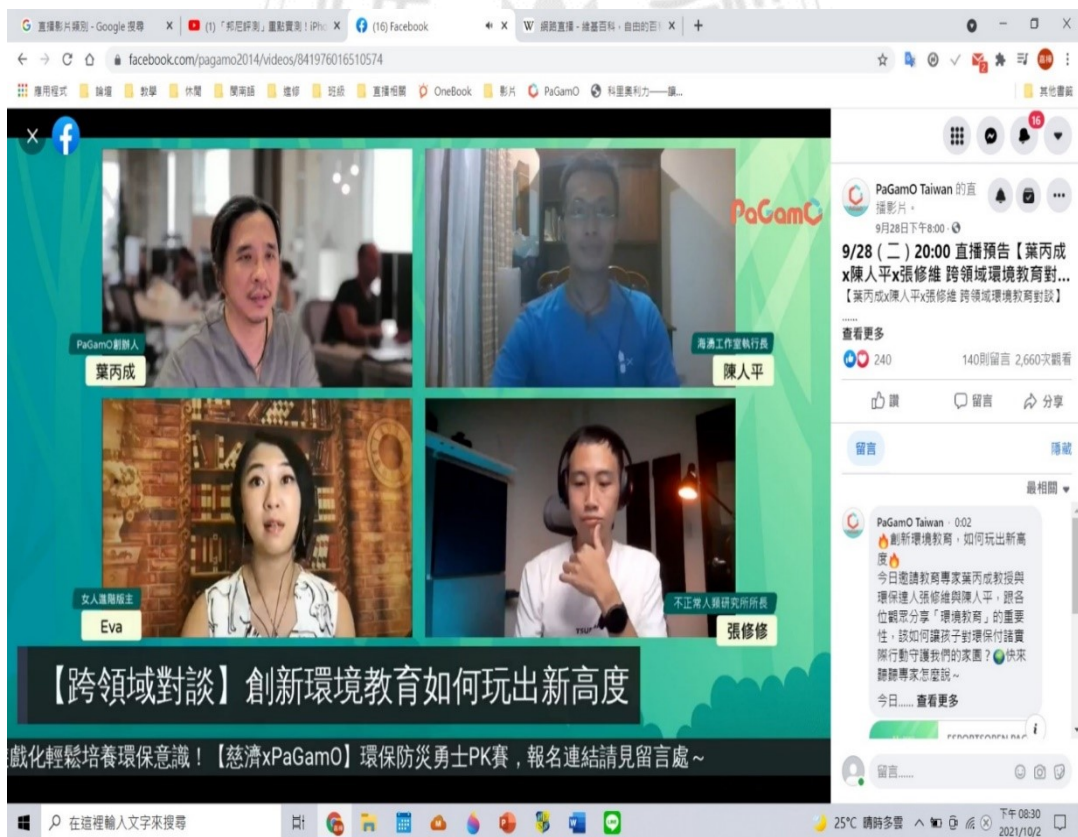 直播影片類別 - Google 搜尋
(1)「邦尼評測」重點實測！iPho
(16) Facebook
網路直播 - 維基百科，自由的百
facebook.com/pagamo2014/videos/841976016510574
應用程式
論壇
教學
休閒
閩南語
進修
班級
直播相關
OneBook
影片
PaGamO
其他書籤
PaGamO
PaGamO創辦人
葉丙成
海湧工作室執行長
陳人平
女人進階版主
Eva
不正常人類研究所所長
張修修
【跨領域對談】創新環境教育如何玩出新高度
戲化輕鬆培養環保意識！【慈濟xPaGamO】環保防災勇士PK賽，報名連結請見留言處～
16
PaGamO Taiwan 的直
播影片。
9月28日下午8:00
9/28（二）20:00 直播預告【葉丙成
x陳人平x張修維 跨領域環境教育對...
【葉丙成x陳人平x張修維 跨領域環境教育對談】
......
查看更多
240
140則留言 2,660次觀看
讚
留言
分享
留言
隱藏
最相關
PaGamO Taiwan · 0:02
🔥創新環境教育，如何玩出新高
度🔥
今日邀請教育專家葉丙成教授與
環保達人張修維與陳人平，跟各
位觀眾分享「環境教育」的重要
性，該如何讓孩子對環保付諸實
際行動守護我們的家園？🌍快來
聽聽專家怎麼說～
今日...... 查看更多
留言......
在這裡輸入文字來搜尋
25°C 晴時多雲
下午 08:30
2021/10/2